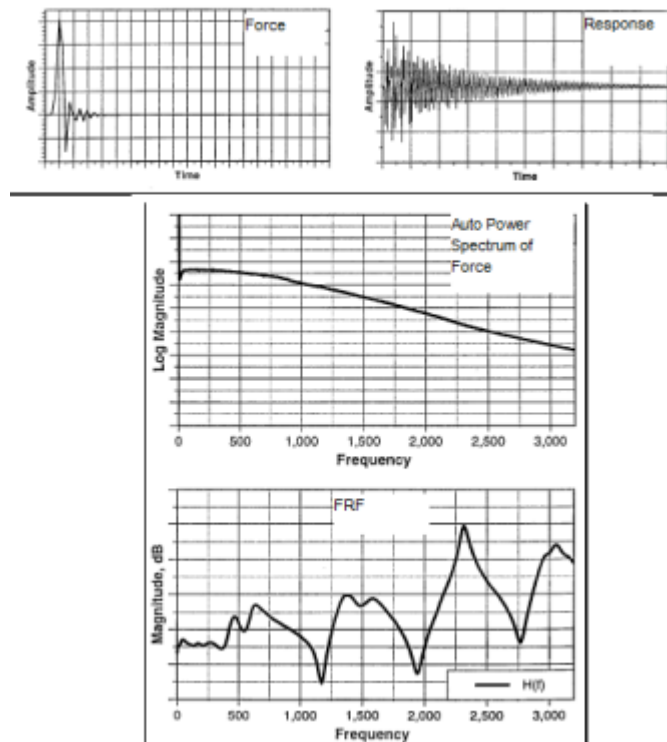 Force
Amplitude
Time
Response
Amplitude
Time
Auto Power
Spectrum of
Force
Log Magnitude
0 500 1,000 1,500 2,000 2,500 3,000
Frequency
FRF
Magnitude, dB
H(f)
0 500 1,000 1,500 2,000 2,500 3,000
Frequency